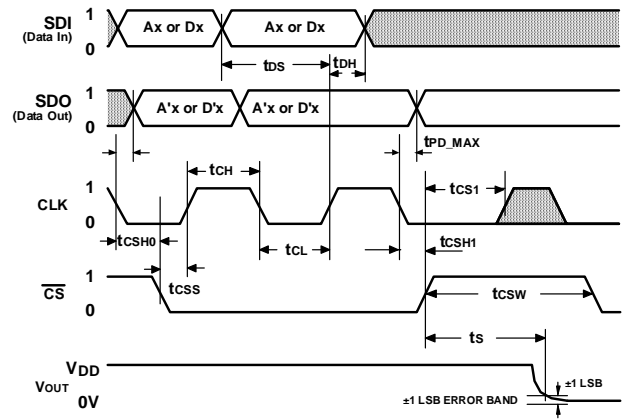 SDI
(Data In)
1
0
Ax or Dx
Ax or Dx
tDS
tDH
SDO
(Data Out)
1
0
A'x or D'x
A'x or D'x
tPD_MAX
CLK
1
0
tCH
tCS1
tCSH0
tCL
tCSH1
CS
1
0
tCSS
tCSW
tS
VDD
VOUT
0V
±1 LSB
±1 LSB ERROR BAND